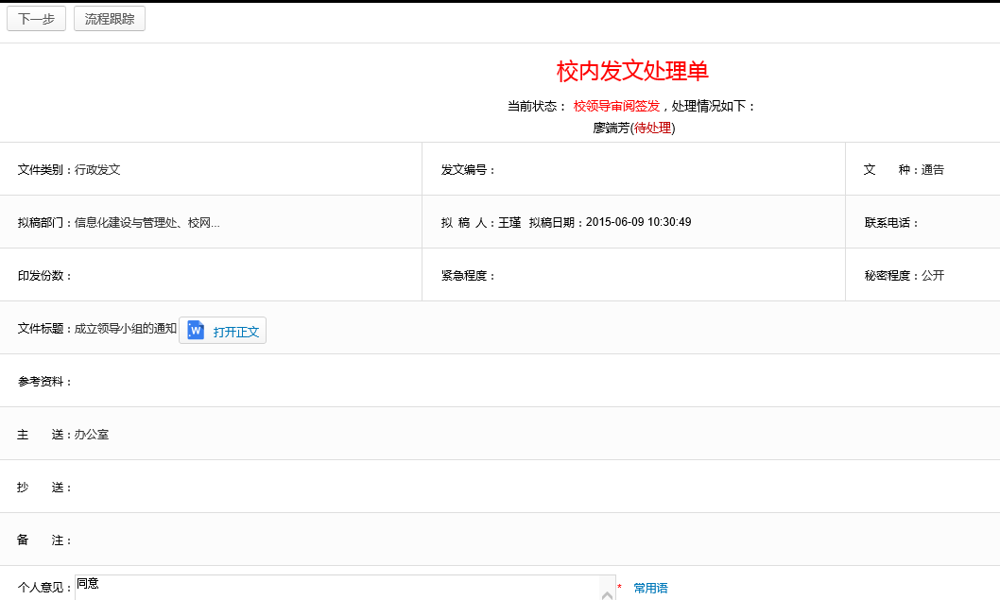 下一步 流程跟踪
校内发文处理单
当前状态： 校领导审阅签发，处理情况如下：
廖端芳(待处理)
文件类别：行政发文 发文编号： 文 种：通告
拟稿部门：信息化建设与管理处、校网... 拟 稿 人：王瑾 拟稿日期：2015-06-09 10:30:49 联系电话：
印发份数： 紧急程度： 秘密程度：公开
文件标题：成立领导小组的通知 W 打开正文
参考资料：
主 送：办公室
抄 送：
备 注：
个人意见：同意 * 常用语